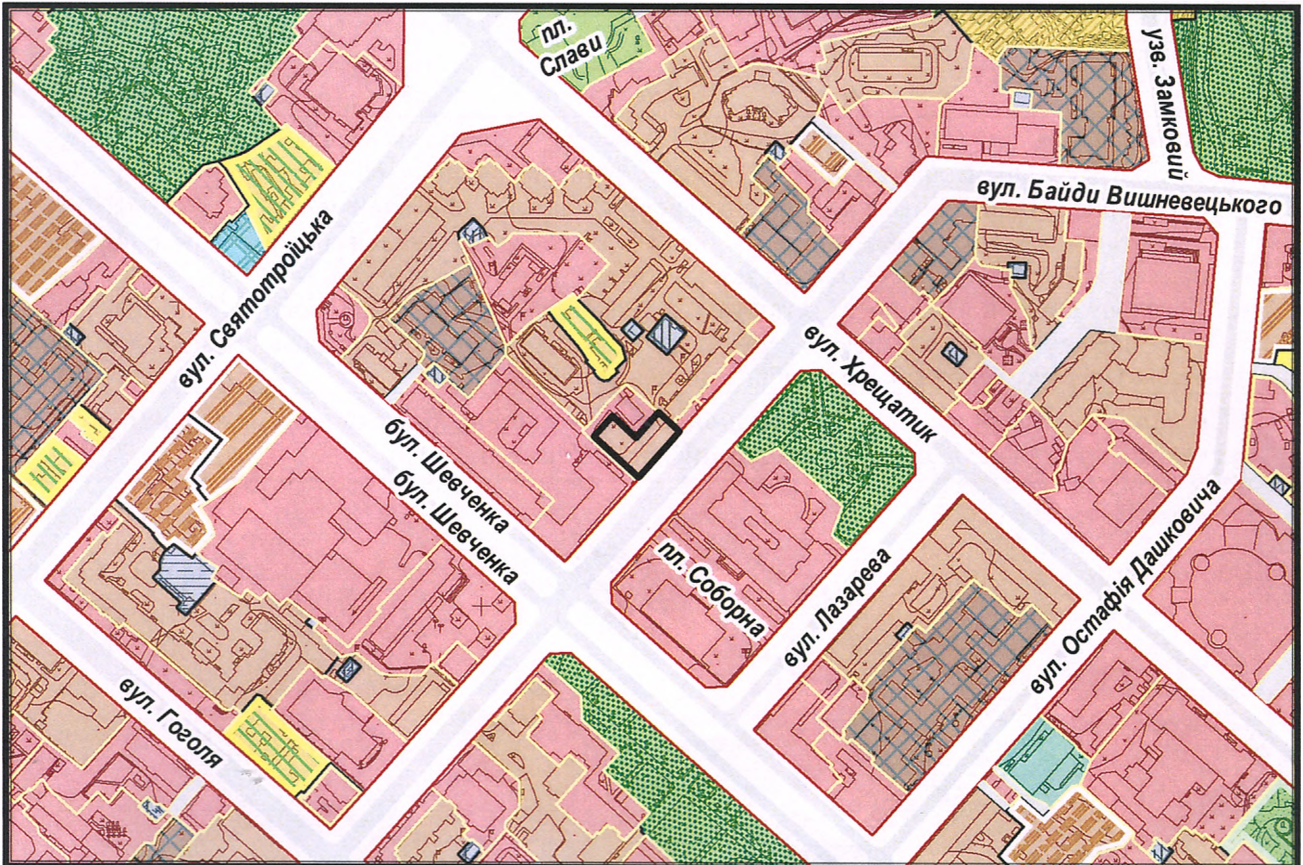 пл.
Слави
узв. Замковий
вул. Байди Вишневецького
вул. Святотроїцька
вул. Хрещатик
бул. Шевченка
бул. Шевченка
пл. Соборна
вул. Лазарева
вул. Остафія Дашковича
вул. Гоголя